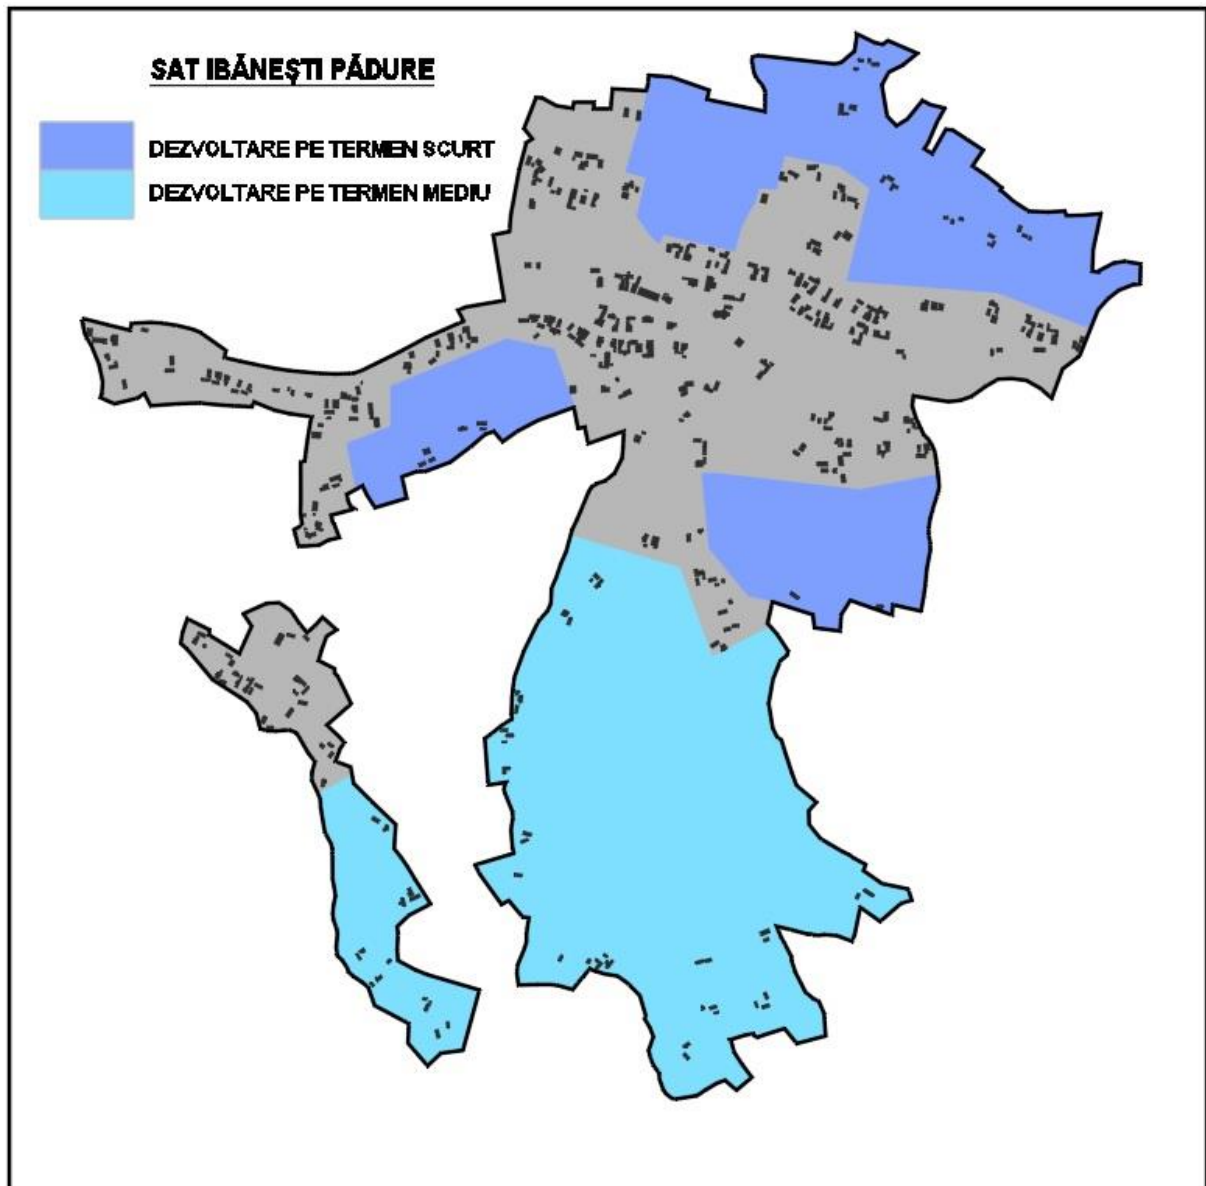 SAT IBĂNEȘTI PĂDURE
DEZVOLTARE PE TERMEN SCURT
DEZVOLTARE PE TERMEN MEDIU